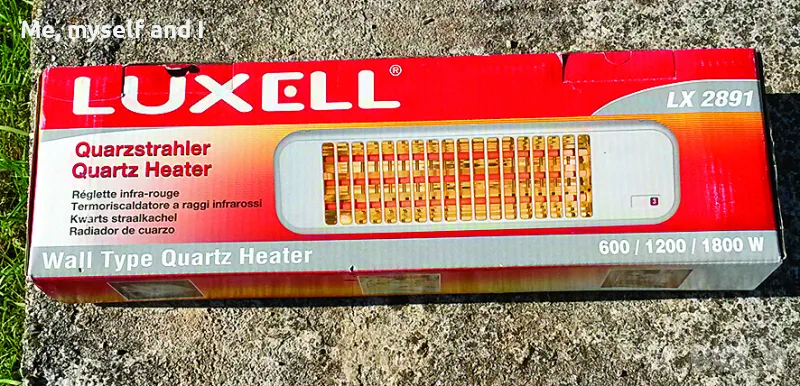 Me, myself and I
LUXELL®
LX 2891
Quarzstrahler
Quartz Heater
Réglette infra-rouge
Termoriscaldatore a raggi infrarossi
Kwarts straalkachel
Radiador de cuarzo
3
Wall Type Quartz Heater
600 / 1200 / 1800 W